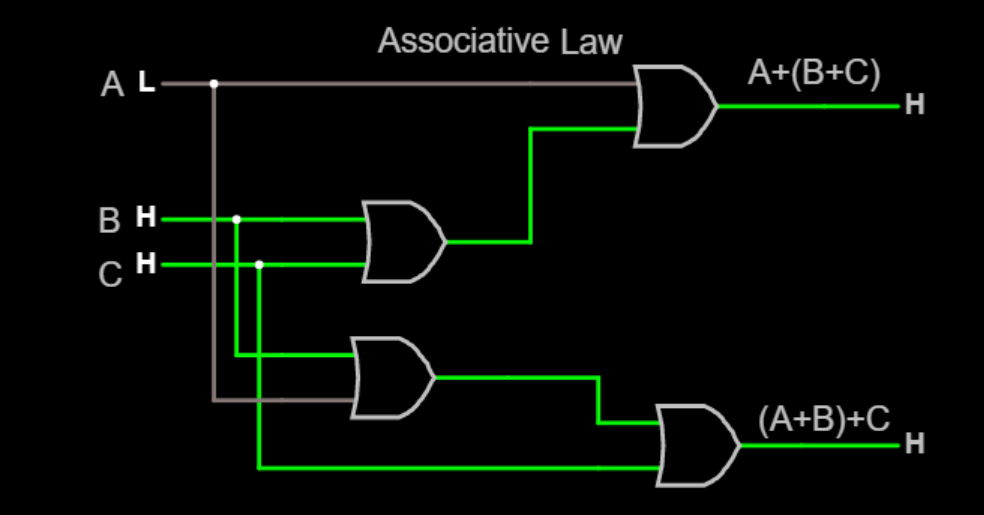 Associative Law
A L
A+(B+C)
H
B H
C H
(A+B)+C
H